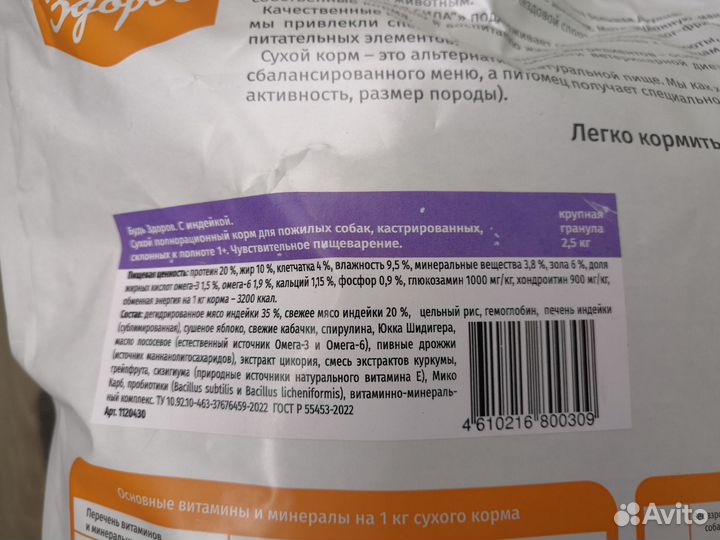 Здоров
мы привлекли
питательных элементов.
Сухой корм – это альтернатива натуральной пище. Мы как х
сбалансированного меню, а питомец получает специально
активность, размер породы).
Легко кормить
Будь Здоров. С индейкой.
Сухой полнорационный корм для пожилых собак, кастрированных,
склонных к полноте 1+. Чувствительное пищеварение.
крупная
гранула
2,5 кг
Пищевая ценность: протеин 20 %, жир 10 %, клетчатка 4 %, влажность 9,5 %, минеральные вещества 3,8 %, зола 6 %, доля
жирных кислот омега-3 1,5 %, омега-6 1,9 %, кальций 1,15 %, фосфор 0,9 %, глюкозамин 1000 мг/кг, хондроитин 900 мг/кг,
обменная энергия на 1 кг корма – 3200 ккал.
Состав: дегидрированное мясо индейки 35 %, свежее мясо индейки 20 %, цельный рис, гемоглобин, печень индейки
(сублимированная), сушеное яблоко, свежие кабачки, спирулина, Юкка Шидигера,
масло лососевое (естественный источник Омега-3 и Омега-6), пивные дрожжи
(источник маннанолигосахаридов), экстракт цикория, смесь экстрактов куркумы,
грейпфрута, сизигиума (природные источники натурального витамина Е), Мико
Карб, пробиотики (Bacillus subtilis и Bacillus licheniformis), витаминно-минераль-
ный комплекс. ТУ 10.92.10-463-37676459-2022 ГОСТ Р 55453-2022
Арт. 1120430
4 610216 800309
Основные витамины и минералы на 1 кг сухого корма
Перечень витаминов
и минералов
Avito